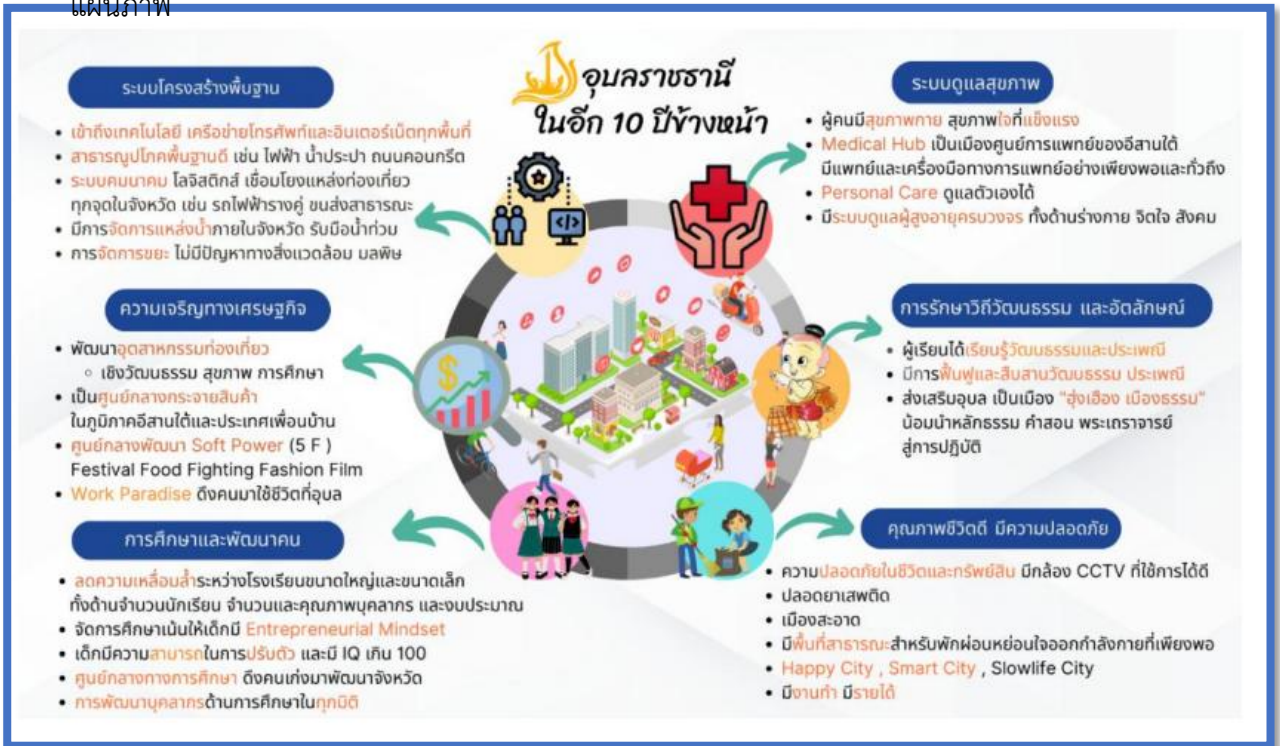 แผนภาพ
อุบลราชธานี
ในอีก 10 ปีข้างหน้า
ระบบโครงสร้างพื้นฐาน
• เข้าถึงเทคโนโลยี เครือข่ายโทรศัพท์และอินเตอร์เน็ตทุกพื้นที่
• สาธารณูปโภคพื้นฐานดี เช่น ไฟฟ้า น้ำประปา ถนนคอนกรีต
• ระบบคมนาคม โลจิสติกส์ เชื่อมโยงแหล่งท่องเที่ยว
ทุกจุดในจังหวัด เช่น รถไฟฟ้ารางคู่ ขนส่งสาธารณะ
• มีการจัดการแหล่งน้ำภายในจังหวัด รับมือน้ำท่วม
• การจัดการขยะ ไม่มีปัญหาทางสิ่งแวดล้อม มลพิษ
ความเจริญทางเศรษฐกิจ
• พัฒนาอุตสาหกรรมท่องเที่ยว
○ เชิงวัฒนธรรม สุขภาพ การศึกษา
• เป็นศูนย์กลางกระจายสินค้า
ในภูมิภาคอีสานใต้และประเทศเพื่อนบ้าน
• ศูนย์กลางพัฒนา Soft Power (5 F )
Festival Food Fighting Fashion Film
• Work Paradise ดึงคนมาใช้ชีวิตที่อุบล
การศึกษาและพัฒนาคน
• ลดความเหลื่อมล้ำระหว่างโรงเรียนขนาดใหญ่และขนาดเล็ก
ทั้งด้านจำนวนนักเรียน จำนวนและคุณภาพบุคลากร และงบประมาณ
• จัดการศึกษาเน้นให้เด็กมี Entrepreneurial Mindset
• เด็กมีความสามารถในการปรับตัว และมี IQ เกิน 100
• ศูนย์กลางทางการศึกษา ดึงคนเก่งมาพัฒนาจังหวัด
• การพัฒนาบุคลากรด้านการศึกษาในทุกมิติ
ระบบดูแลสุขภาพ
• ผู้คนมีสุขภาพกาย สุขภาพใจที่แข็งแรง
• Medical Hub เป็นเมืองศูนย์การแพทย์ของอีสานใต้
มีแพทย์และเครื่องมือทางการแพทย์อย่างเพียงพอและทั่วถึง
• Personal Care ดูแลตัวเองได้
• มีระบบดูแลผู้สูงอายุครบวงจร ทั้งด้านร่างกาย จิตใจ สังคม
การรักษาวิถีวัฒนธรรม และอัตลักษณ์
• ผู้เรียนได้เรียนรู้วัฒนธรรมและประเพณี
• มีการฟื้นฟูและสืบสานวัฒนธรรม ประเพณี
• ส่งเสริมอุบล เป็นเมือง "ฮุ่งเฮือง เมืองธรรม"
น้อมนำหลักธรรม คำสอน พระเถราจารย์
สู่การปฏิบัติ
คุณภาพชีวิตดี มีความปลอดภัย
• ความปลอดภัยในชีวิตและทรัพย์สิน มีกล้อง CCTV ที่ใช้การได้ดี
• ปลอดยาเสพติด
• เมืองสะอาด
• มีพื้นที่สาธารณะสำหรับพักผ่อนหย่อนใจออกกำลังกายที่เพียงพอ
• Happy City , Smart City , Slowlife City
• มีงานทำ มีรายได้